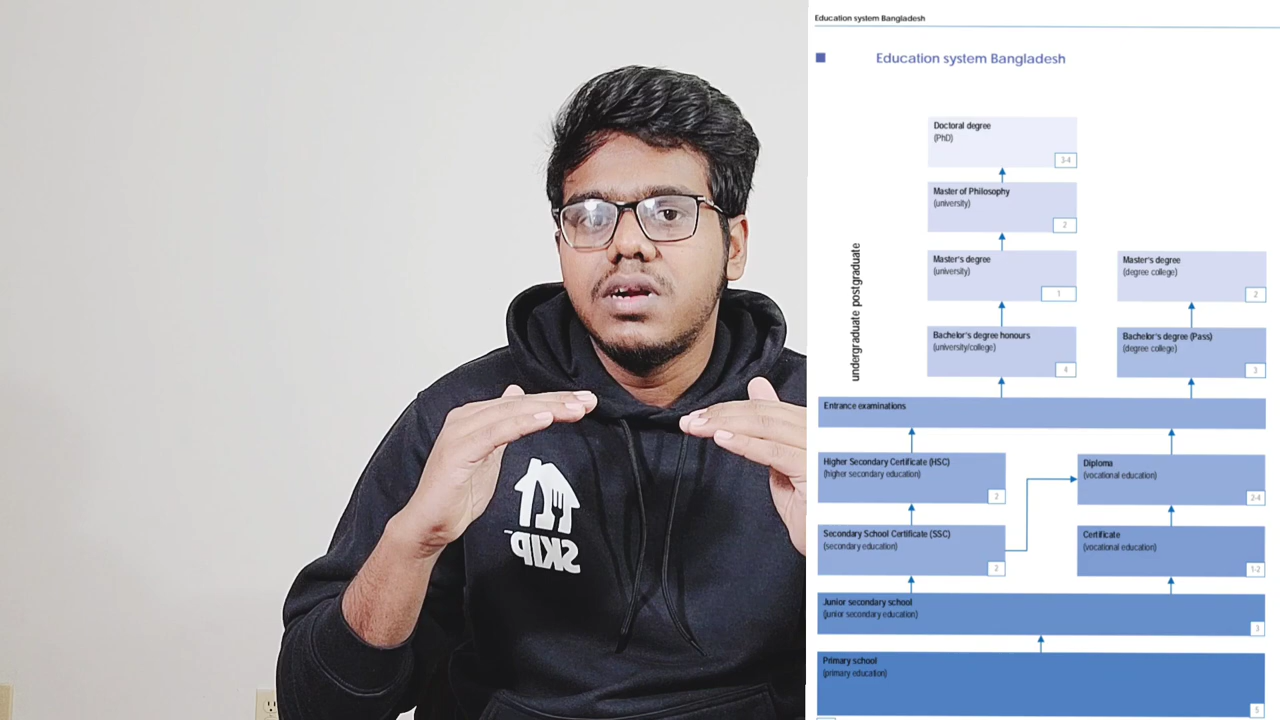 SKIP
Education system Bangladesh
Education system Bangladesh
undergraduate postgraduate
Doctoral degree
(PhD)
3-4
Master of Philosophy
(university)
2
Master's degree
(university)
1
Master's degree
(degree college)
2
Bachelor's degree honours
(university/college)
4
Bachelor's degree (Pass)
(degree college)
3
Entrance examinations
Higher Secondary Certificate (HSC)
(higher secondary education)
2
Diploma
(vocational education)
2-4
Secondary School Certificate (SSC)
(secondary education)
2
Certificate
(vocational education)
1-2
Junior secondary school
(junior secondary education)
3
Primary school
(primary education)
5